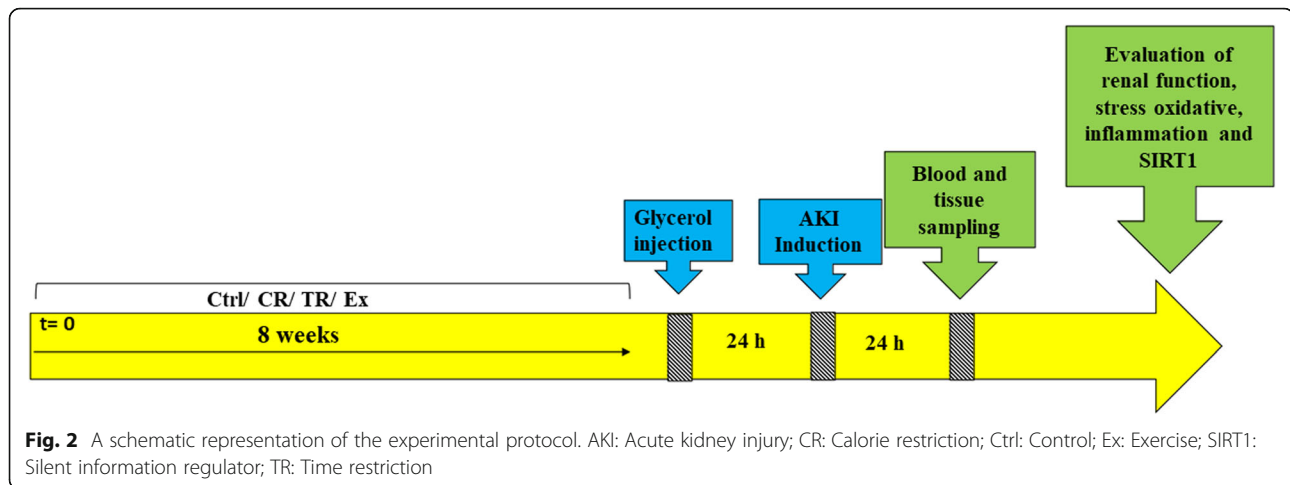 Evaluation of
renal function,
stress oxidative,
inflammation and
SIRT1
Blood and
tissue
sampling
Glycerol
injection
AKI
Induction
Ctrl/ CR/ TR/ Ex
t= 0
8 weeks
24 h
24 h
Fig. 2 A schematic representation of the experimental protocol. AKI: Acute kidney injury; CR: Calorie restriction; Ctrl: Control; Ex: Exercise; SIRT1:
Silent information regulator; TR: Time restriction